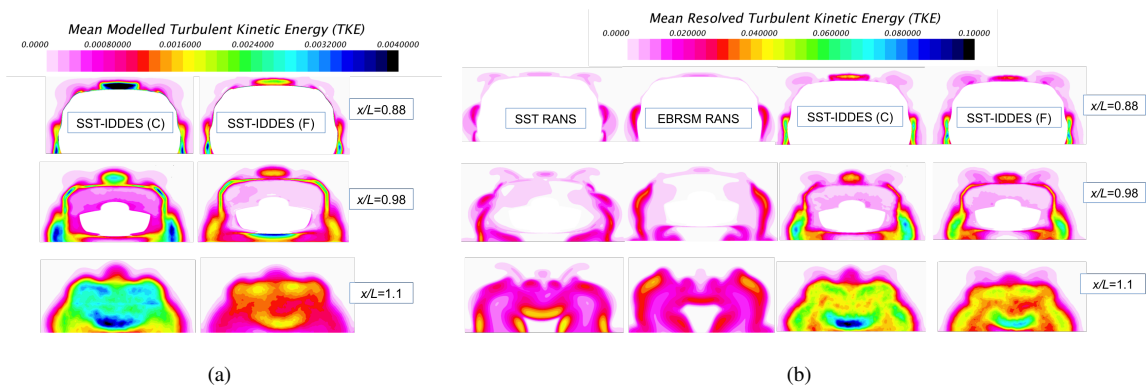 Mean Modelled Turbulent Kinetic Energy (TKE)
0.0000 0.00080000 0.0016000 0.0024000 0.0032000 0.0040000
SST-IDDES (C)
SST-IDDES (F)
x/L=0.88
x/L=0.98
x/L=1.1
(a)
Mean Resolved Turbulent Kinetic Energy (TKE)
0.0000 0.020000 0.040000 0.060000 0.080000 0.10000
SST RANS
EBRSM RANS
SST-IDDES (C)
SST-IDDES (F)
x/L=0.88
x/L=0.98
x/L=1.1
(b)